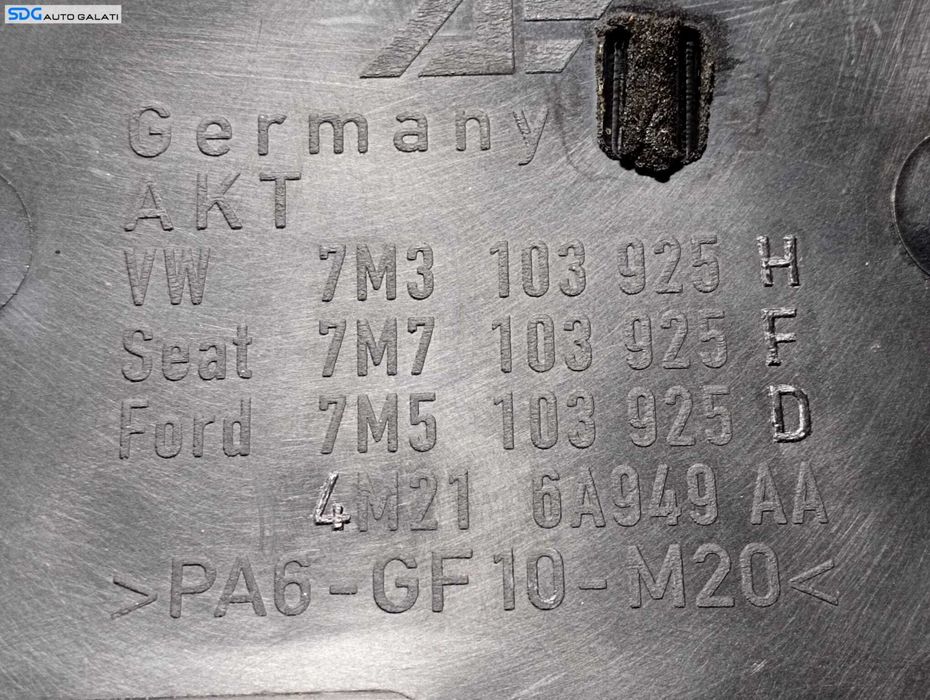 SDG AUTO GALATI
Germany
AKT
VW 7M3 103 925 H
Seat 7M7 103 925 F
Ford 7M5 103 925 D
4M21 6A949 AA
>PA6-GF10-M20<